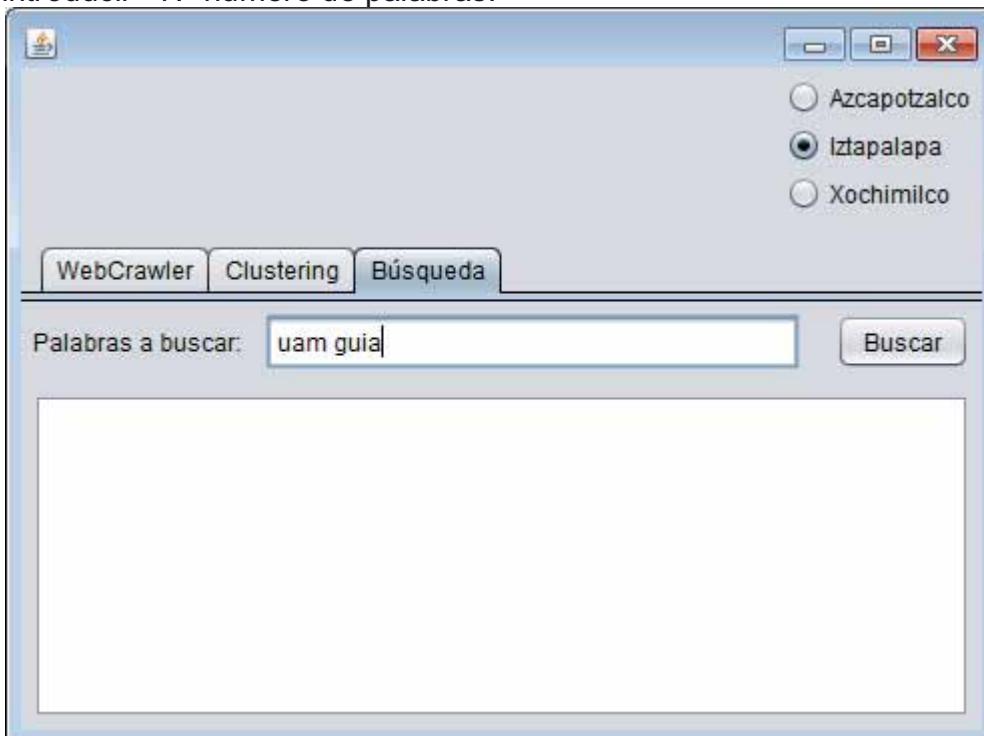 Azcapotzalco
Iztapalapa
Xochimilco
WebCrawler Clustering Búsqueda
Palabras a buscar: uam guia Buscar